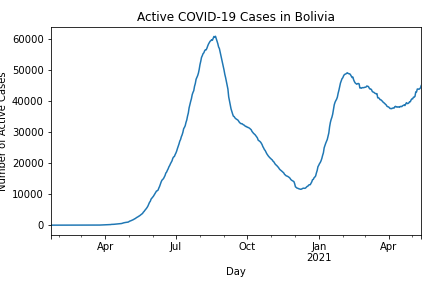 Active COVID-19 Cases in Bolivia
60000
50000
40000
30000
20000
10000
0
Number of Active Cases
Apr
Jul
Oct
Jan
2021
Apr
Day